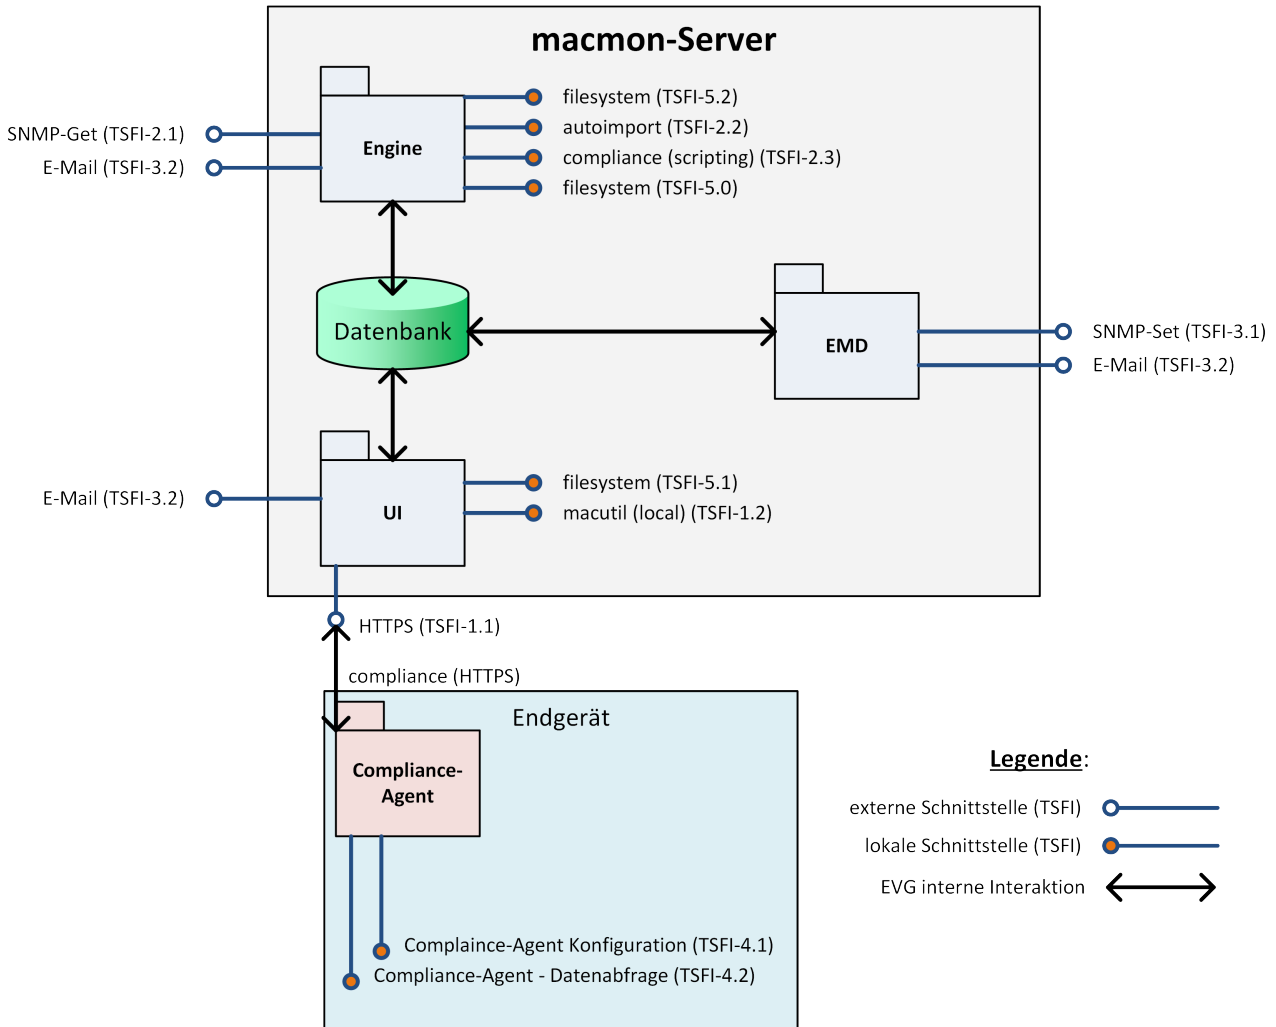 macmon-Server
filesystem (TSFI-5.2)
autoimport (TSFI-2.2)
SNMP-Get (TSFI-2.1)
Engine
compliance (scripting) (TSFI-2.3)
E-Mail (TSFI-3.2)
filesystem (TSFI-5.0)
Datenbank
EMD
SNMP-Set (TSFI-3.1)
E-Mail (TSFI-3.2)
filesystem (TSFI-5.1)
E-Mail (TSFI-3.2)
UI
macutil (local) (TSFI-1.2)
HTTPS (TSFI-1.1)
compliance (HTTPS)
Endgerät
Compliance-
Agent
Complaince-Agent Konfiguration (TSFI-4.1)
Compliance-Agent - Datenabfrage (TSFI-4.2)
Legende:
externe Schnittstelle (TSFI)
lokale Schnittstelle (TSFI)
EVG interne Interaktion